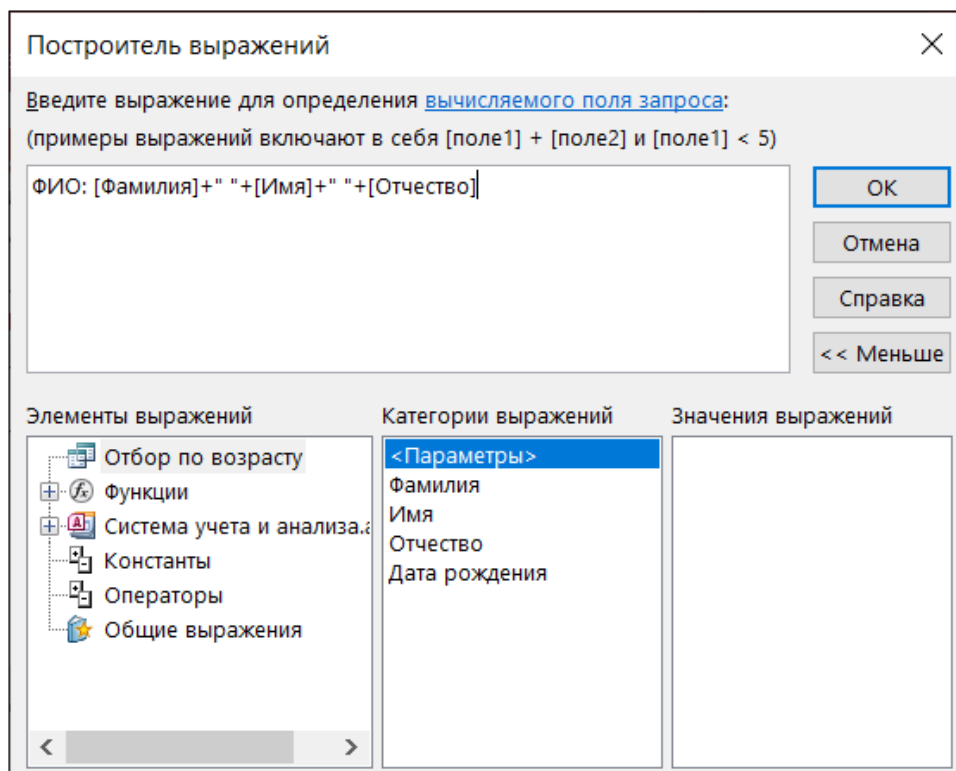 Построитель выражений
Введите выражение для определения вычисляемого поля запроса:
(примеры выражений включают в себя [поле1] + [поле2] и [поле1] < 5)
ФИО: [Фамилия]+" "+[Имя]+" "+[Отчество]
ОК
Отмена
Справка
<< Меньше
Элементы выражений
Отбор по возрасту
Функции
Система учета и анализа.a
Константы
Операторы
Общие выражения
Категории выражений
<Параметры>
Фамилия
Имя
Отчество
Дата рождения
Значения выражений